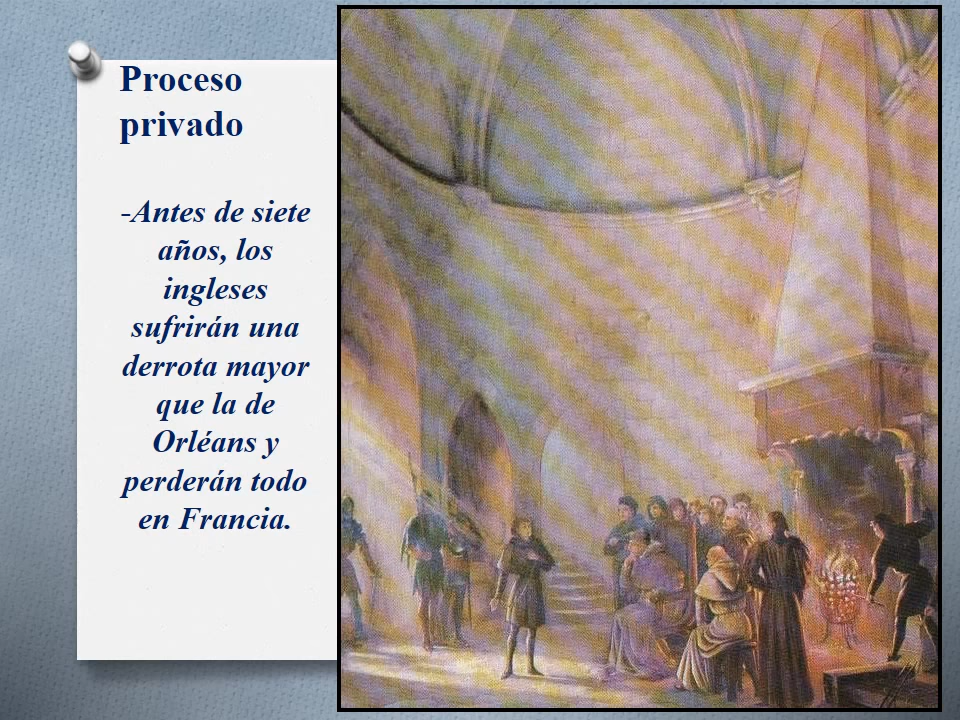 Proceso
privado
-Antes de siete
años, los
ingleses
sufrirán una
derrota mayor
que la de
Orléans y
perderán todo
en Francia.